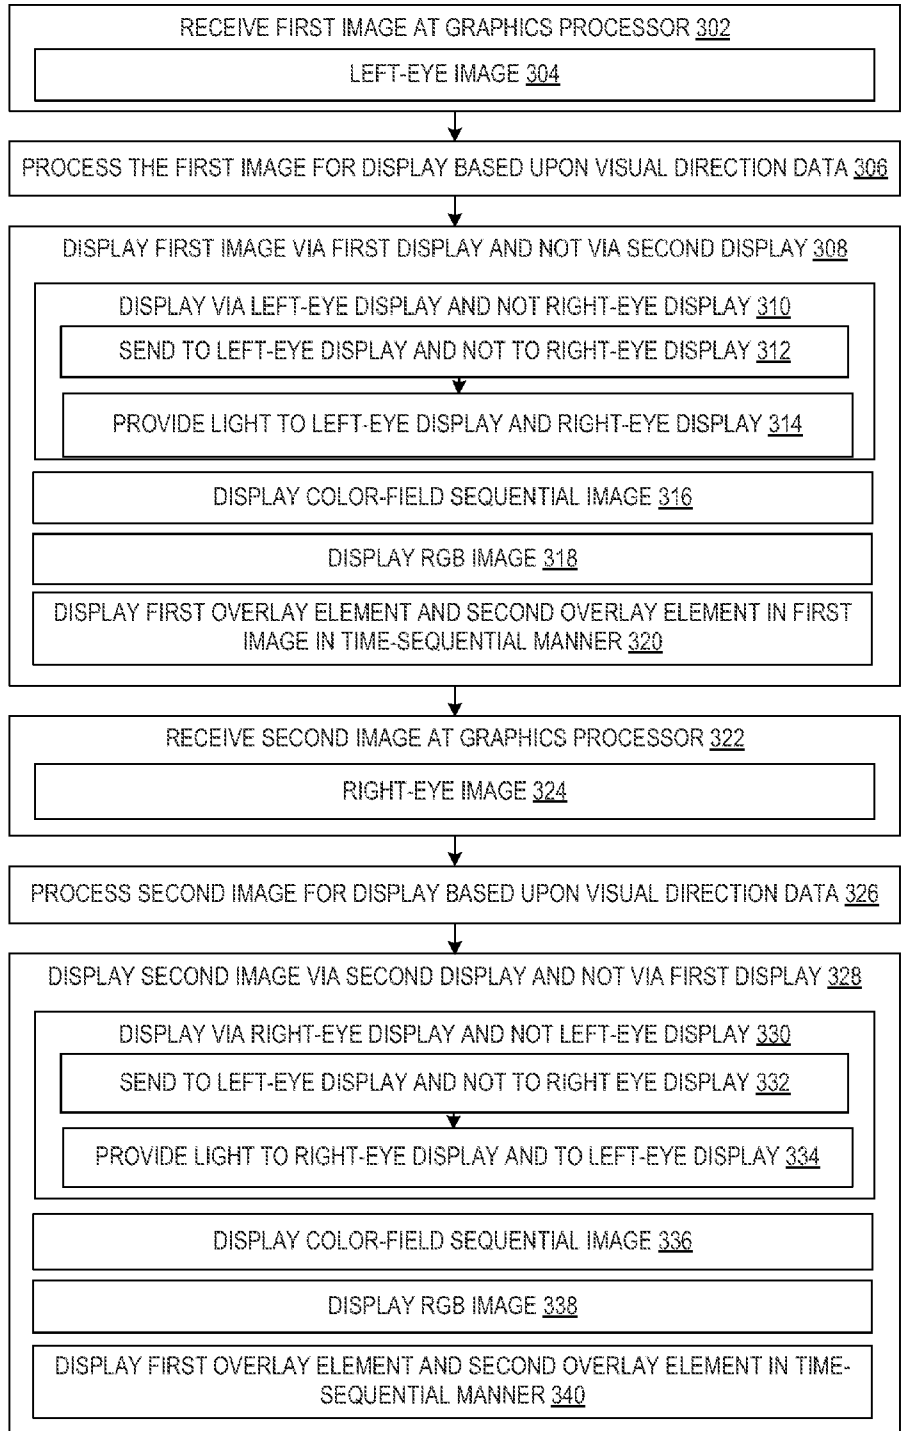 RECEIVE FIRST IMAGE AT GRAPHICS PROCESSOR 302
LEFT-EYE IMAGE 304
PROCESS THE FIRST IMAGE FOR DISPLAY BASED UPON VISUAL DIRECTION DATA 306
DISPLAY FIRST IMAGE VIA FIRST DISPLAY AND NOT VIA SECOND DISPLAY 308
DISPLAY VIA LEFT-EYE DISPLAY AND NOT RIGHT-EYE DISPLAY 310
SEND TO LEFT-EYE DISPLAY AND NOT TO RIGHT-EYE DISPLAY 312
PROVIDE LIGHT TO LEFT-EYE DISPLAY AND RIGHT-EYE DISPLAY 314
DISPLAY COLOR-FIELD SEQUENTIAL IMAGE 316
DISPLAY RGB IMAGE 318
DISPLAY FIRST OVERLAY ELEMENT AND SECOND OVERLAY ELEMENT IN FIRST
IMAGE IN TIME-SEQUENTIAL MANNER 320
RECEIVE SECOND IMAGE AT GRAPHICS PROCESSOR 322
RIGHT-EYE IMAGE 324
PROCESS SECOND IMAGE FOR DISPLAY BASED UPON VISUAL DIRECTION DATA 326
DISPLAY SECOND IMAGE VIA SECOND DISPLAY AND NOT VIA FIRST DISPLAY 328
DISPLAY VIA RIGHT-EYE DISPLAY AND NOT LEFT-EYE DISPLAY 330
SEND TO LEFT-EYE DISPLAY AND NOT TO RIGHT EYE DISPLAY 332
PROVIDE LIGHT TO RIGHT-EYE DISPLAY AND TO LEFT-EYE DISPLAY 334
DISPLAY COLOR-FIELD SEQUENTIAL IMAGE 336
DISPLAY RGB IMAGE 338
DISPLAY FIRST OVERLAY ELEMENT AND SECOND OVERLAY ELEMENT IN TIME-
SEQUENTIAL MANNER 340